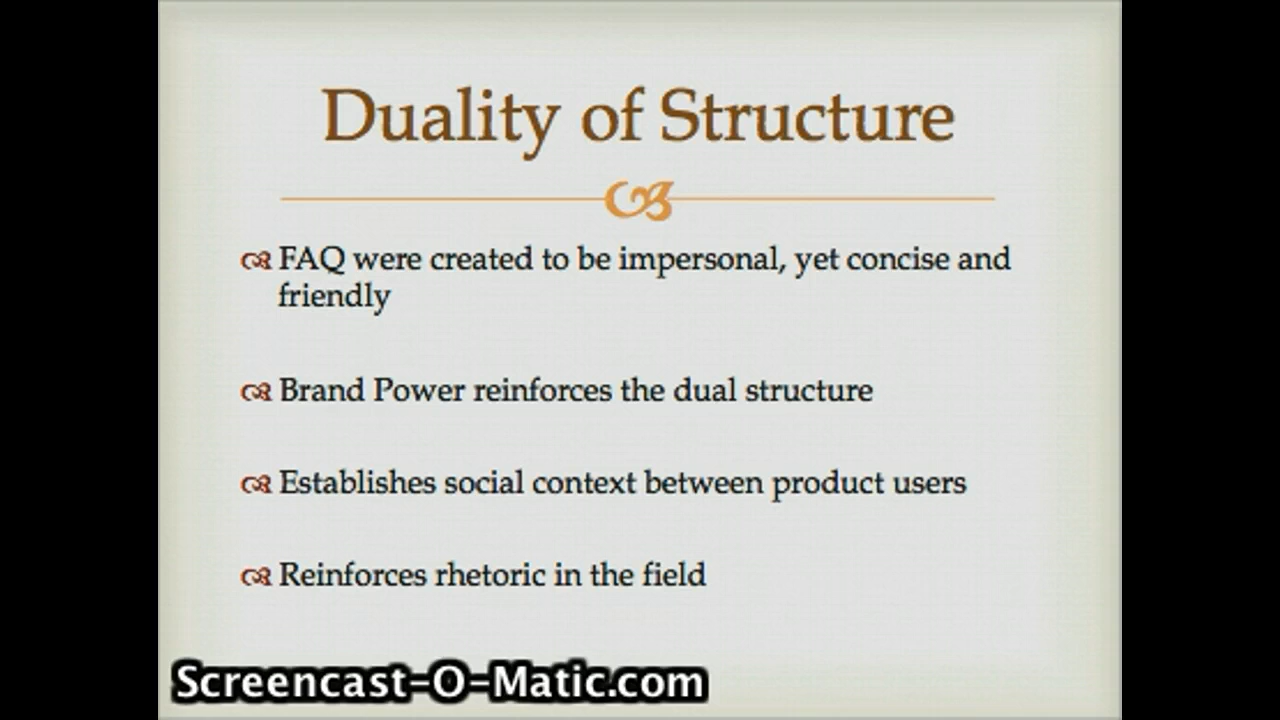 Duality of Structure
FAQ were created to be impersonal, yet concise and
friendly
Brand Power reinforces the dual structure
Establishes social context between product users
Reinforces rhetoric in the field
Screencast-O-Matic.com